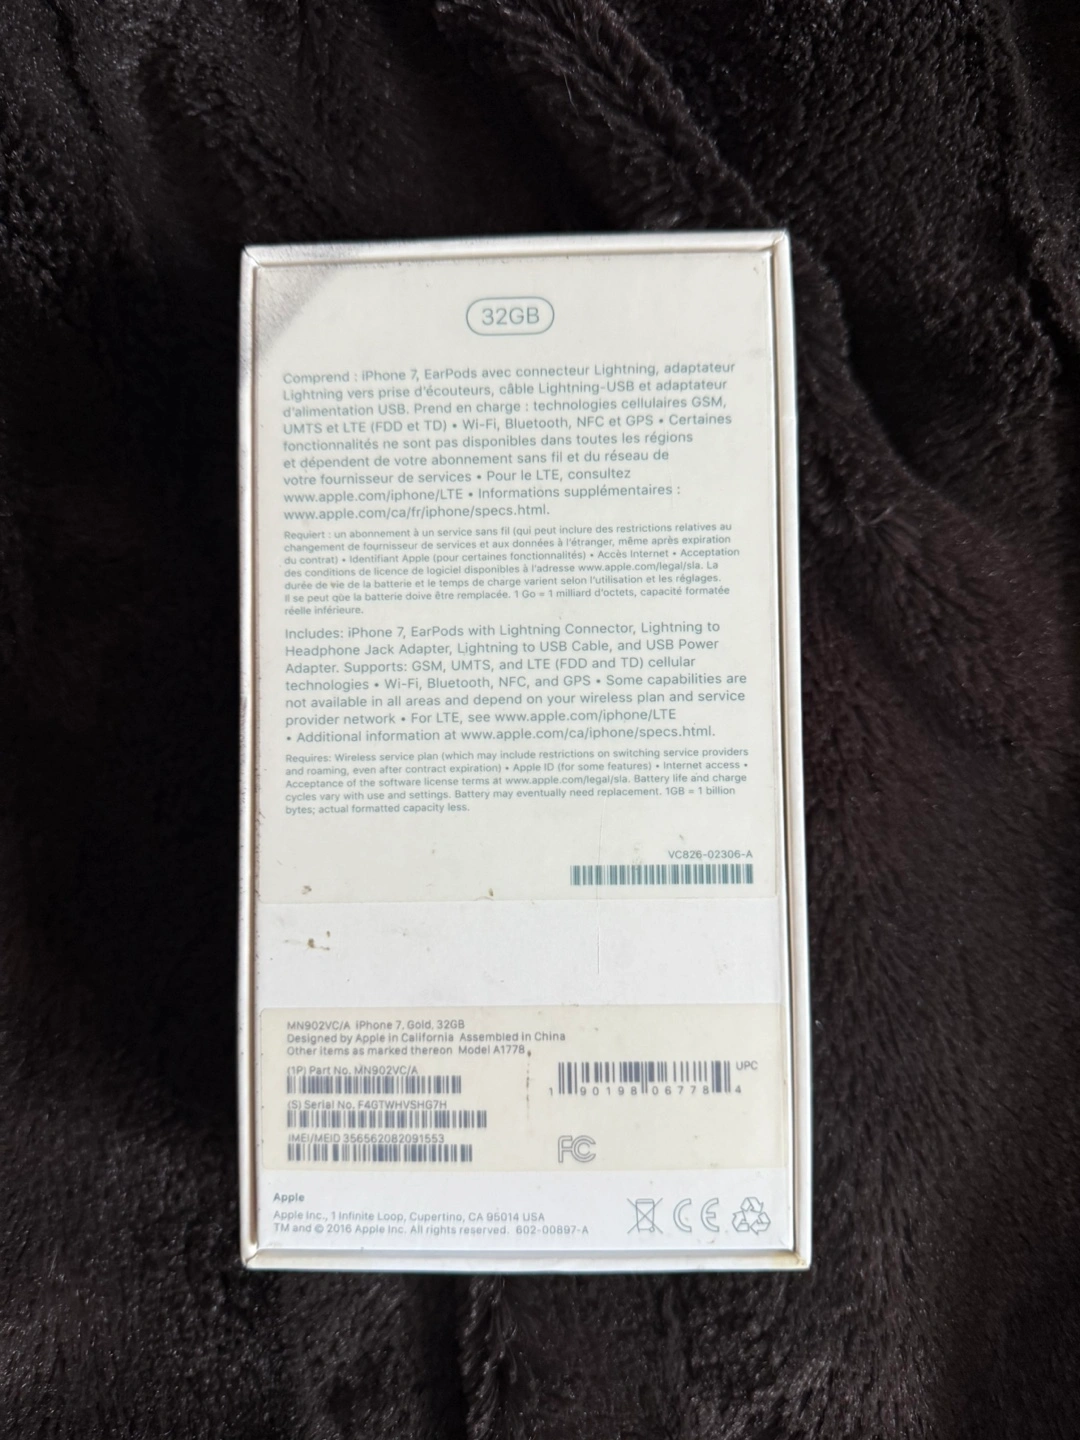 32GB
Comprend : iPhone 7, EarPods avec connecteur Lightning, adaptateur
Lightning vers prise d'écouteurs, câble Lightning-USB et adaptateur
d'alimentation USB. Prend en charge : technologies cellulaires GSM,
UMTS et LTE (FDD et TD) • Wi-Fi, Bluetooth, NFC et GPS • Certaines
fonctionnalités ne sont pas disponibles dans toutes les régions
et dépendent de votre abonnement sans fil et du réseau de
votre fournisseur de services • Pour le LTE, consultez
www.apple.com/iphone/LTE • Informations supplémentaires :
www.apple.com/ca/fr/iphone/specs.html.
Requiert : un abonnement à un service sans fil (qui peut inclure des restrictions relatives au
changement de fournisseur de services et aux données à l'étranger, même après expiration
du contrat) • Identifiant Apple (pour certaines fonctionnalités) • Accès Internet • Acceptation
des conditions de licence de logiciel disponibles à l'adresse www.apple.com/legal/sla. La
durée de vie de la batterie et le temps de charge varient selon l'utilisation et les réglages.
Il se peut que la batterie doive être remplacée. 1 Go = 1 milliard d'octets, capacité formatée
réelle inférieure.
Includes: iPhone 7, EarPods with Lightning Connector, Lightning to
Headphone Jack Adapter, Lightning to USB Cable, and USB Power
Adapter. Supports: GSM, UMTS, and LTE (FDD and TD) cellular
technologies • Wi-Fi, Bluetooth, NFC, and GPS • Some capabilities are
not available in all areas and depend on your wireless plan and service
provider network • For LTE, see www.apple.com/iphone/LTE
• Additional information at www.apple.com/ca/iphone/specs.html.
Requires: Wireless service plan (which may include restrictions on switching service providers
and roaming, even after contract expiration) • Apple ID (for some features) • Internet access •
Acceptance of the software license terms at www.apple.com/legal/sla. Battery life and charge
cycles vary with use and settings. Battery may eventually need replacement. 1GB = 1 billion
bytes; actual formatted capacity less.
VC826-02306-A
MN902VC/A iPhone 7, Gold, 32GB
Designed by Apple in California Assembled in China
Other items as marked thereon Model A1778
(1P) Part No. MN902VC/A
UPC
1 90198 06778 4
(S) Serial No. F4GTWHVSHG7H
IMEI/MEID 356562082091553
FC
Apple
Apple Inc., 1 Infinite Loop, Cupertino, CA 95014 USA
TM and © 2016 Apple Inc. All rights reserved. 602-00897-A
CE